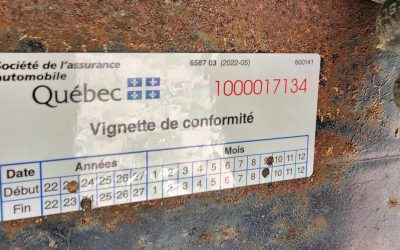 Société de l'assurance 6587 03 (2022-05) 600141
automobile
Québec 1000017134
Vignette de conformité
Date Années Mois
Début 22 24 25 26 27 1 2 3 4 5 6 7 8 10 11 12
Fin 22 23 25 26 27 1 2 3 4 5 6 7 8 9 10 11 12